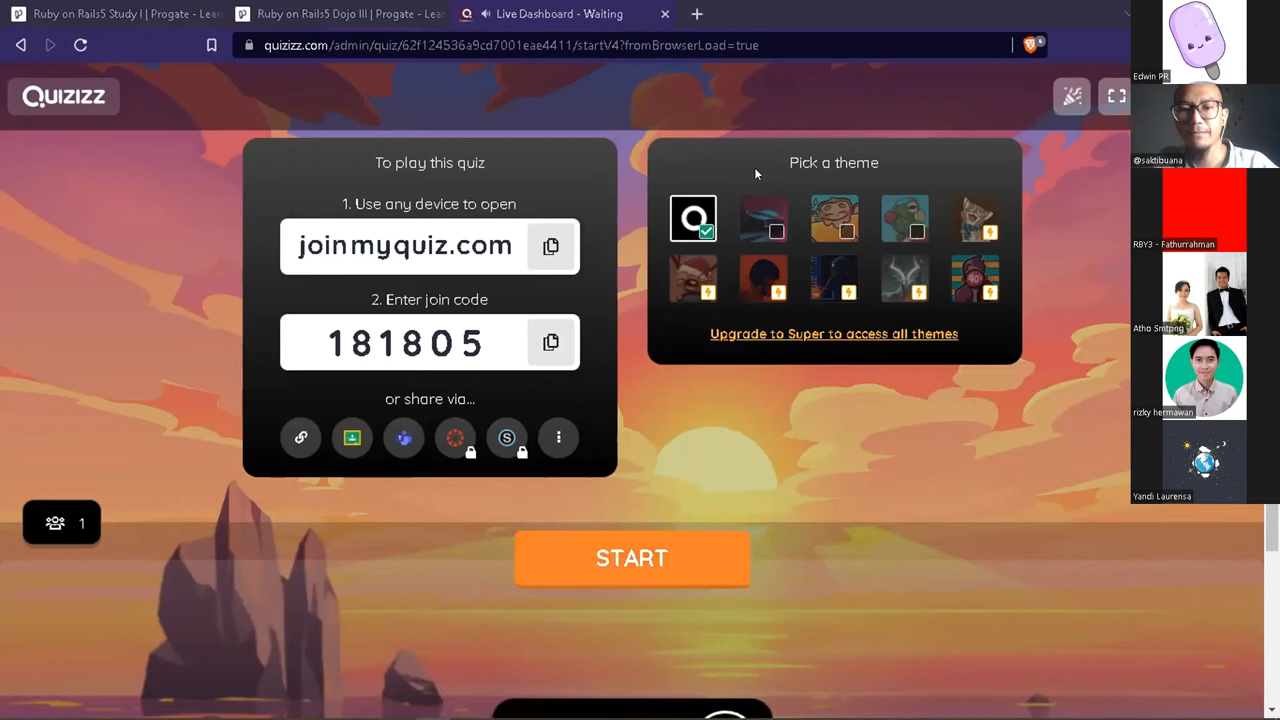 Ruby on Rails5 Study I | Progate - Lear
Ruby on Rails5 Dojo III | Progate - Lear
Live Dashboard - Waiting
quizizz.com/admin/quiz/62f124536a9cd7001eae4411/startV4?fromBrowserLoad=true
6
Quizizz
To play this quiz
1. Use any device to open
joinmyquiz.com
2. Enter join code
181805
or share via...
Pick a theme
Upgrade to Super to access all themes
1
START
Edwin PR
@saktibuana
RBY3 - Fathurrahman
Atho Smtpng
rizky hermawan
Yandi Laurensa